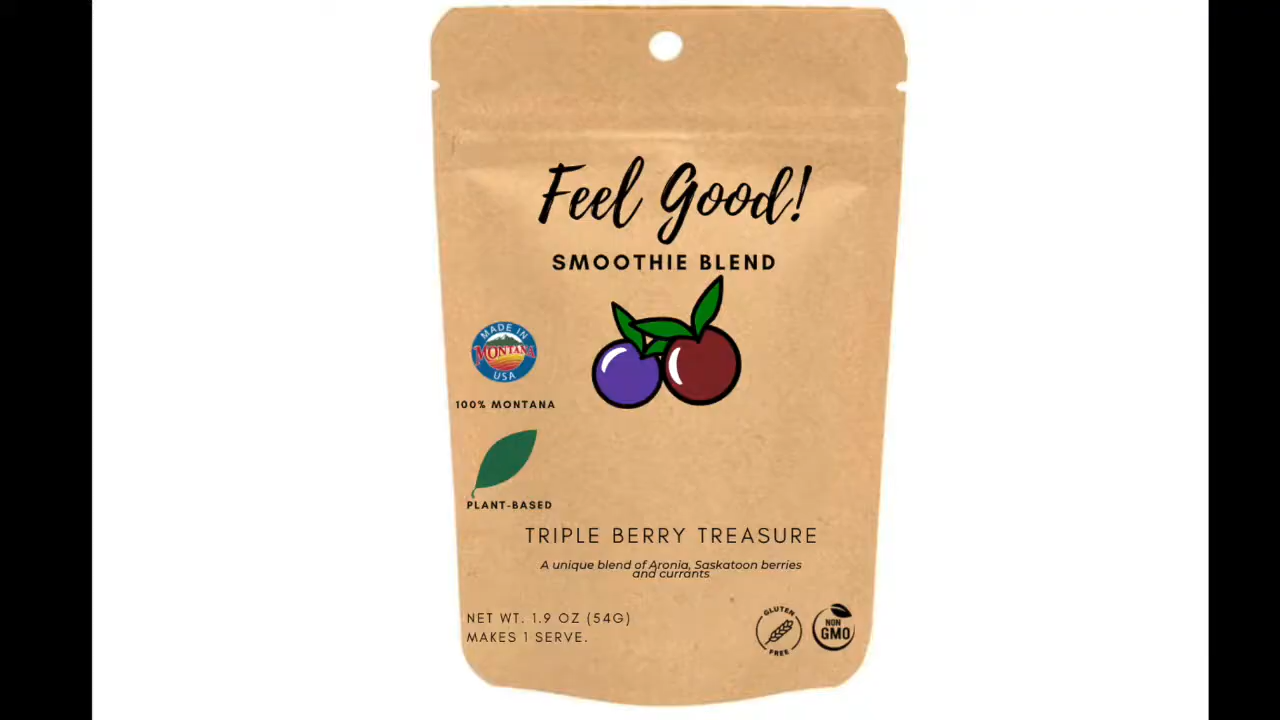 Feel Good!
SMOOTHIE BLEND
MADE IN
MONTANA
USA
100% MONTANA
PLANT-BASED
TRIPLE BERRY TREASURE
A unique blend of Aronia, Saskatoon berries
and currants
NET WT. 1.9 OZ (54G)
MAKES 1 SERVE.
GLUTEN
FREE
NON
GMO